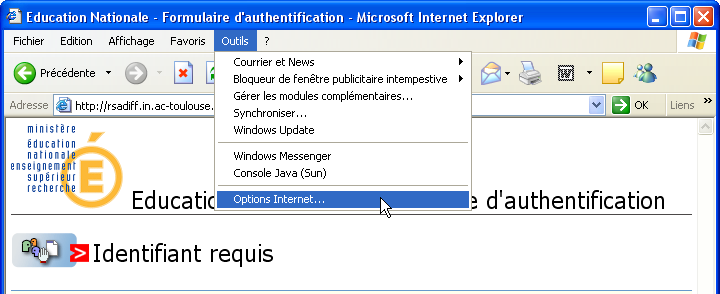 Education Nationale - Formulaire d'authentification - Microsoft Internet Explorer
Fichier Edition Affichage Favoris Outils ?
Précédente
Adresse http://rsadiff.in.ac-toulouse. OK Liens »
Courrier et News
Bloqueur de fenêtre publicitaire intempestive
Gérer les modules complémentaires...
Synchroniser...
Windows Update
Windows Messenger
Console Java (Sun)
Options Internet...
ministère
éducation
nationale
enseignement
supérieur
recherche
Education e d'authentification
Identifiant requis